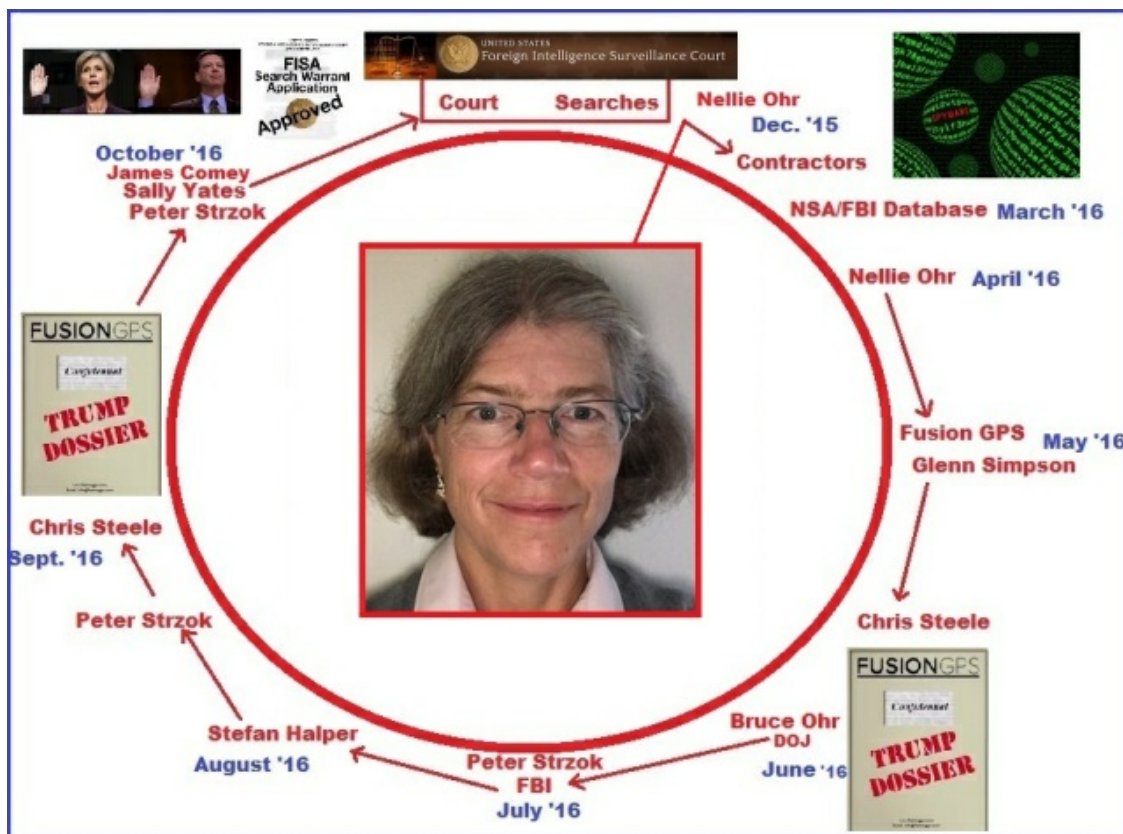 FISA
Search Warrant
Application
Approved
UNITED STATES
Foreign Intelligence Surveillance Court
Court Searches
Nellie Ohr
Dec. '15
Contractors
SPYWARE
NSA/FBI Database March '16
Nellie Ohr April '16
Fusion GPS May '16
Glenn Simpson
Chris Steele
FUSIONGPS
Confidential
TRUMP
DOSSIER
Bruce Ohr
DOJ
June '16
Peter Strzok
FBI
July '16
Stefan Halper
August '16
Peter Strzok
Chris Steele
Sept. '16
FUSIONGPS
Confidential
TRUMP
DOSSIER
October '16
James Comey
Sally Yates
Peter Strzok